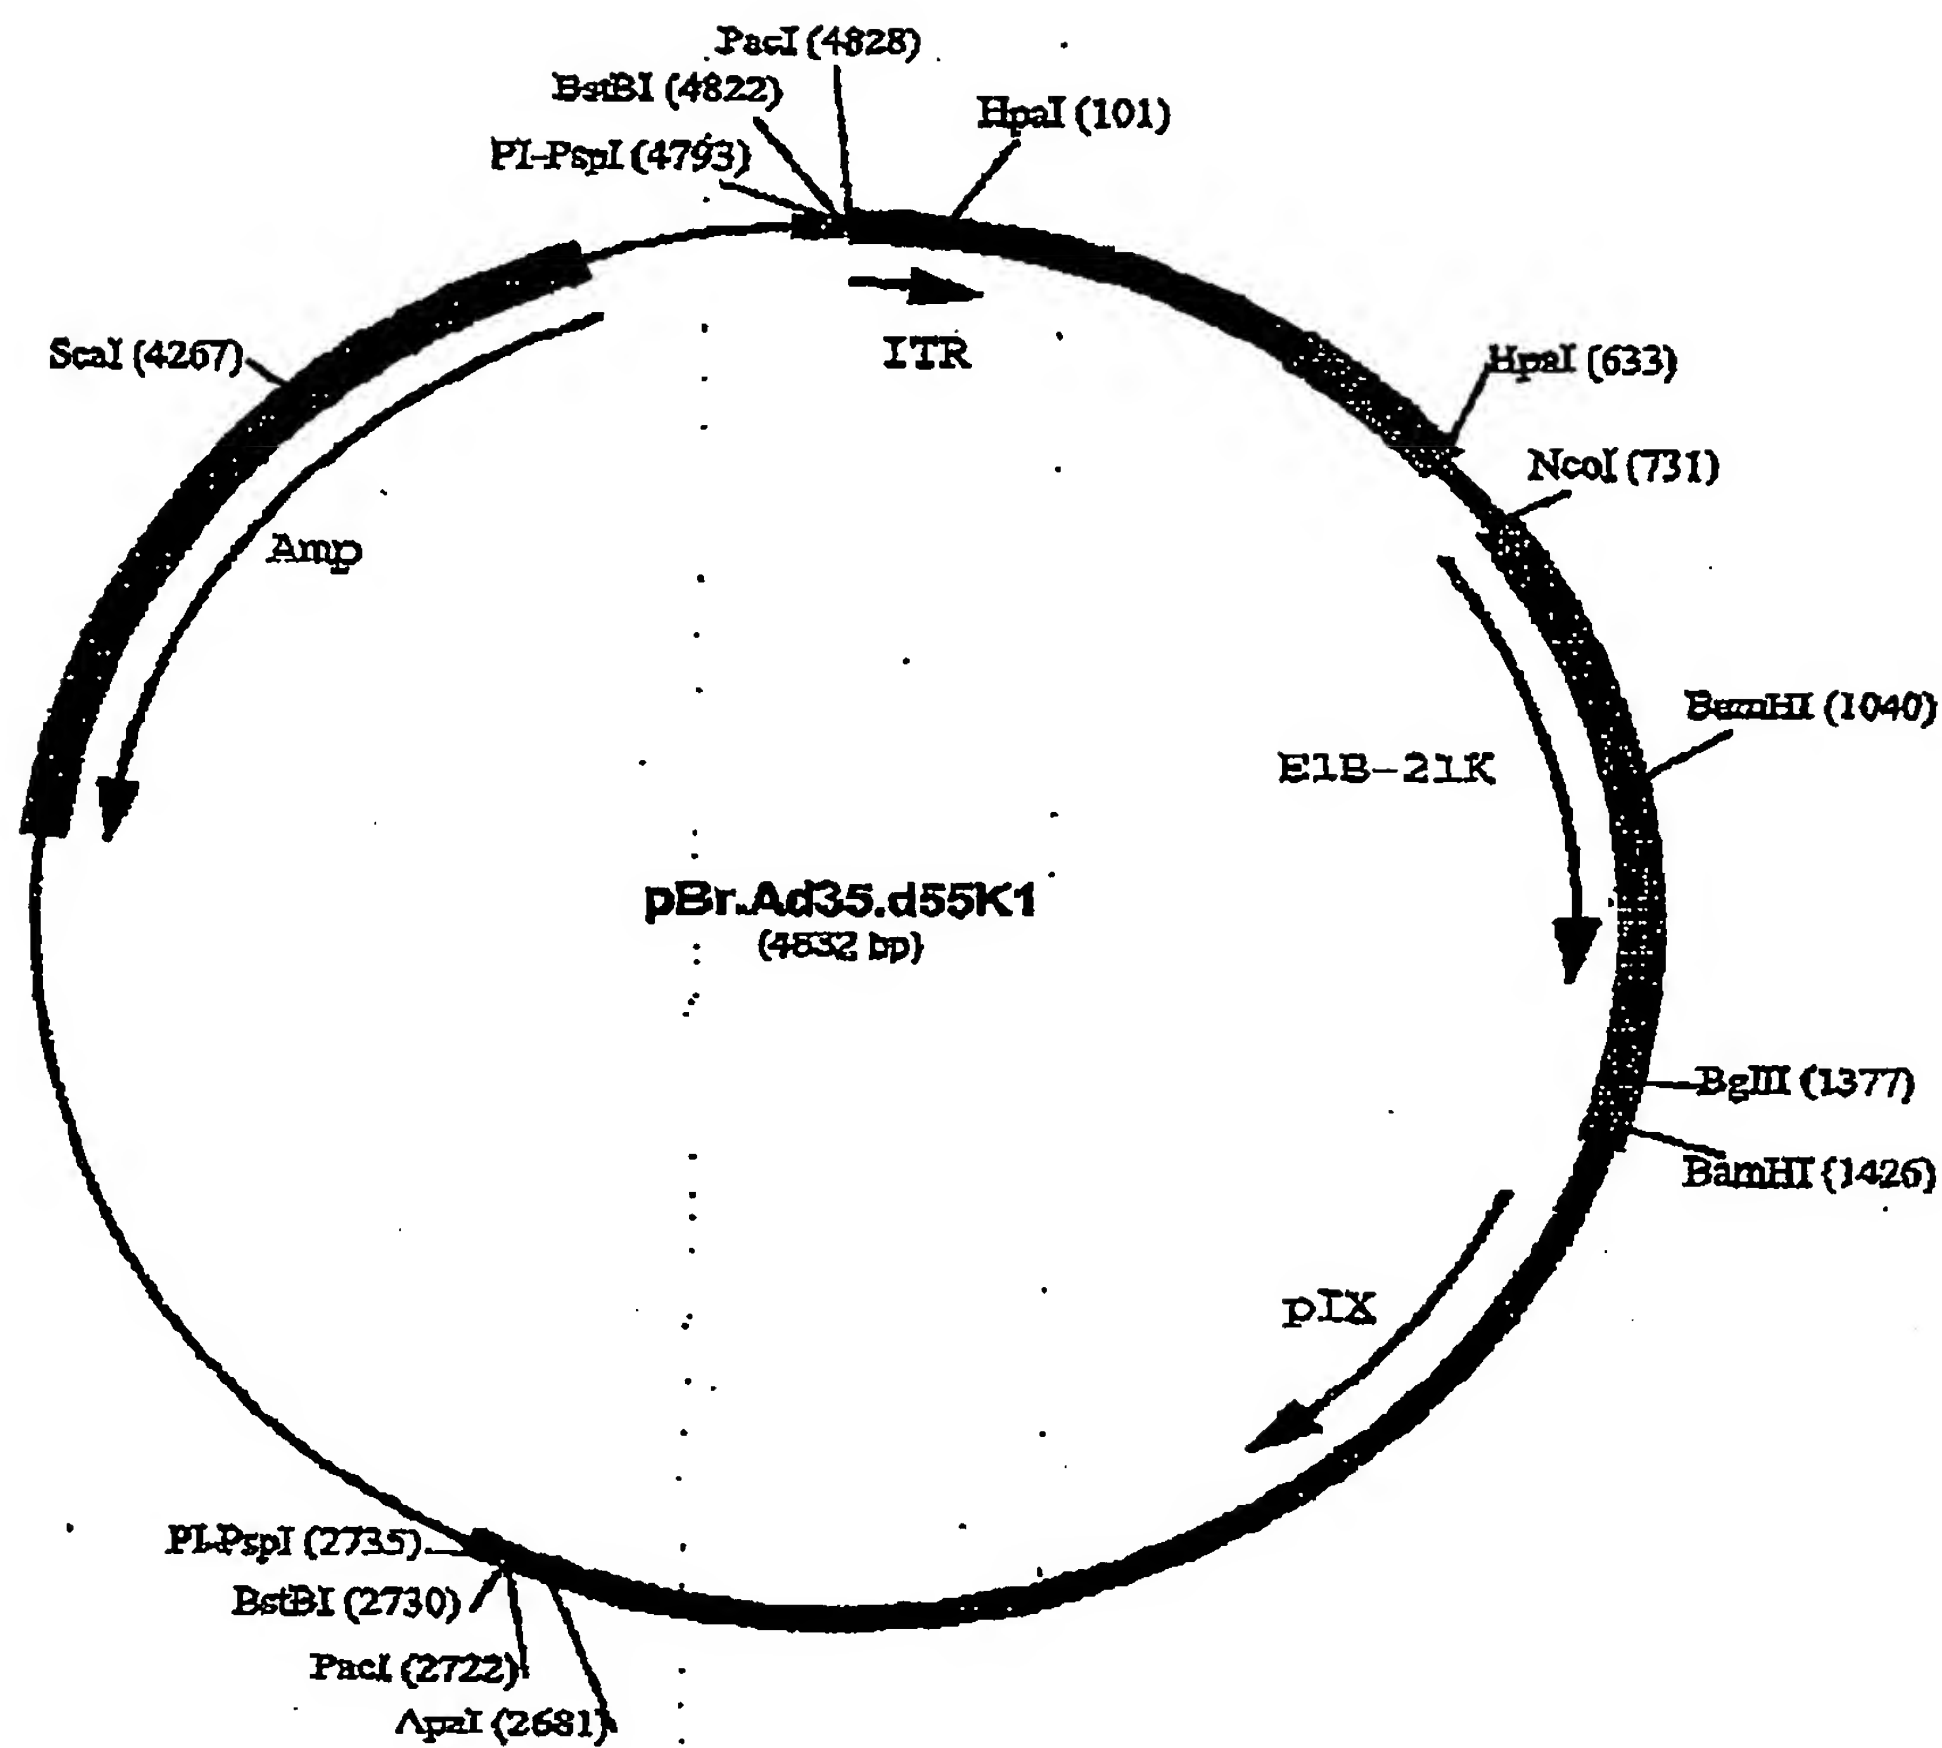 PacI (4828)
BstBI (4822)
HpaI (101)
PI-PspI (4793)
ScaI (4267)
ITR
HpaI (633)
NcoI (731)
Amp
BamHI (1040)
E1B-21K
pBr.Ad35.d55K1
(4832 bp)
BglII (1377)
BamHI (1426)
pIX
PI-PspI (2735)
BstBI (2730)
PacI (2722)
ApaI (2681)